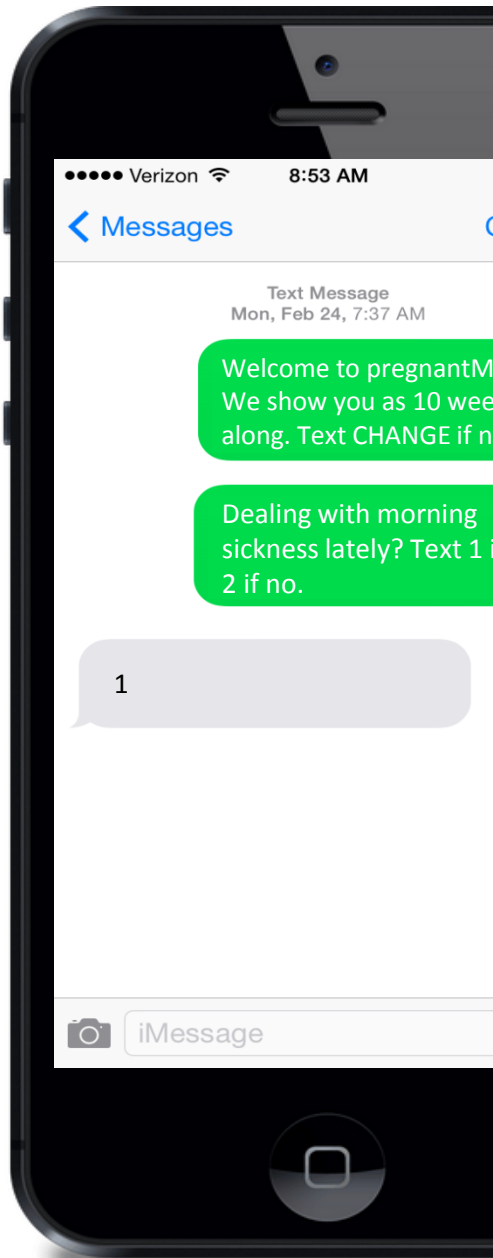 Verizon 8:53 AM
Messages
Text Message
Mon, Feb 24, 7:37 AM
Welcome to pregnantM
We show you as 10 wee
along. Text CHANGE if n
Dealing with morning
sickness lately? Text 1 i
2 if no.
1
iMessage